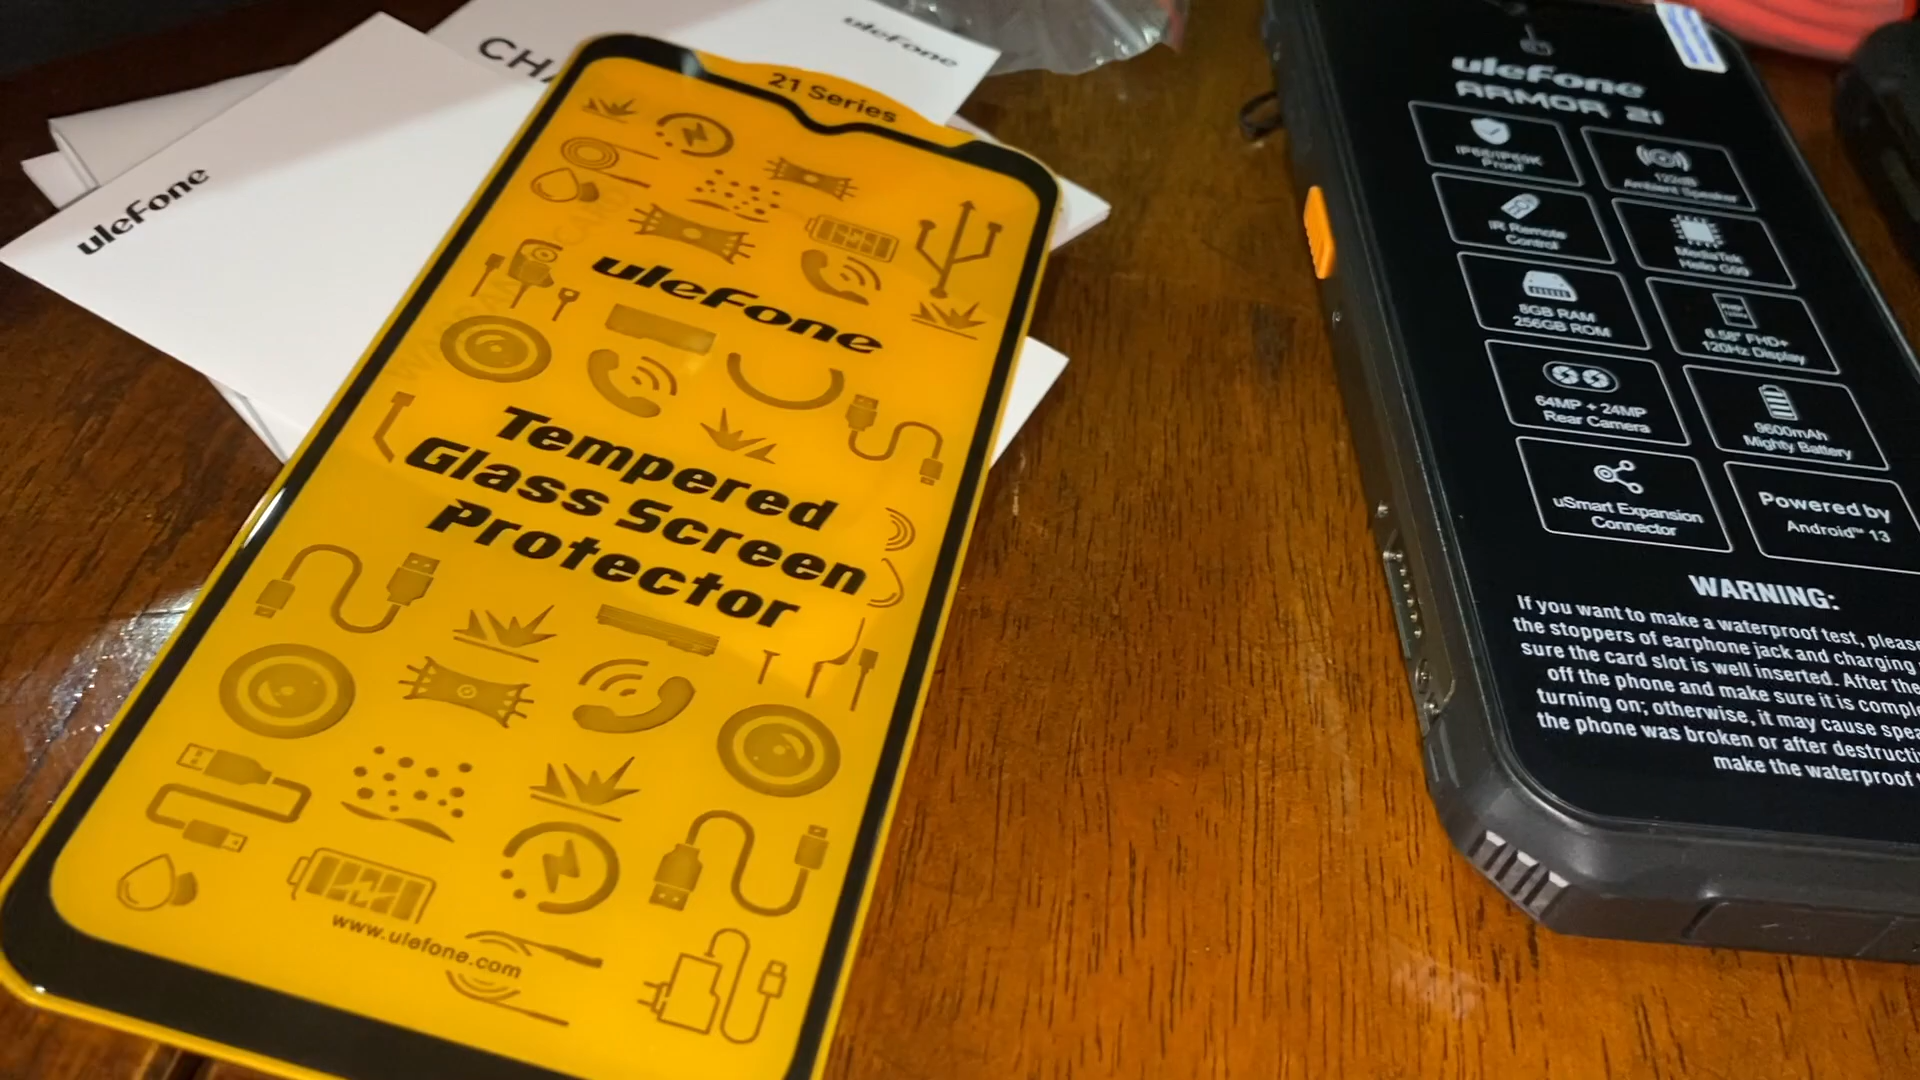 uleFone
CHA
uleFone
21 Series
uleFone
Tempered
Glass Screen
Protector
www.ulefone.com
uleFone
ARMOR 21
IP68/IP69K
Proof
122dB
Ambient Speaker
IR Remote
Control
MediaTek
Helio G99
8GB RAM
256GB ROM
6.58" FHD+
120Hz Display
64MP + 24MP
Rear Camera
9600mAh
Mighty Battery
uSmart Expansion
Connector
Powered by
Android™ 13
WARNING:
If you want to make a waterproof test, please
the stoppers of earphone jack and charging
sure the card slot is well inserted. After the
off the phone and make sure it is comple
turning on; otherwise, it may cause spea
the phone was broken or after destructi
make the waterproof